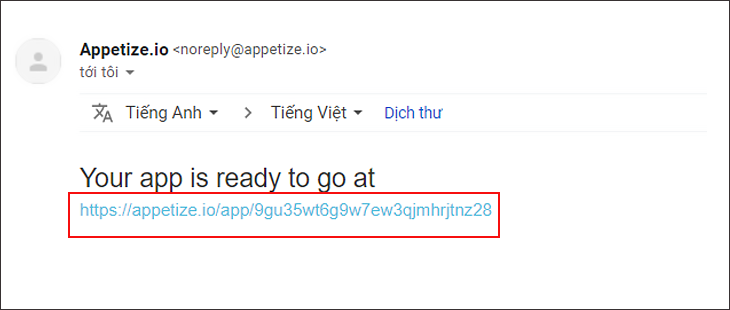 Appetize.io <noreply@appetize.io>
tới tôi
Tiếng Anh > Tiếng Việt Dịch thư
Your app is ready to go at
https://appetize.io/app/9gu35wt6g9w7ew3qjmhrjtnz28